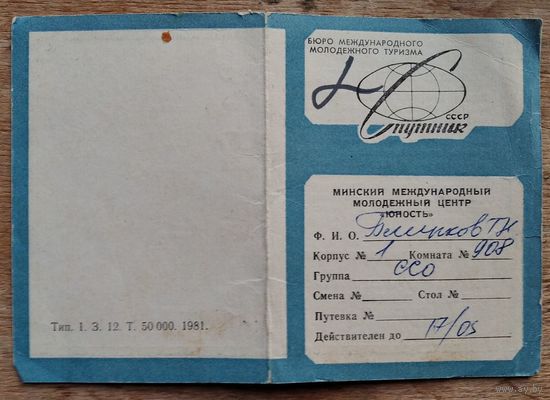 Тип. 1. З. 12. Т. 50 000. 1981.
БЮРО МЕЖДУНАРОДНОГО
МОЛОДЕЖНОГО ТУРИЗМА
СССР
Спутник
МИНСКИЙ МЕЖДУНАРОДНЫЙ
МОЛОДЕЖНЫЙ ЦЕНТР
«ЮНОСТЬ»
Ф. И. О.
Корпус № 1 Комната № 908
Группа ССО
Смена № Стол №
Путевка №
Действителен до 17/05